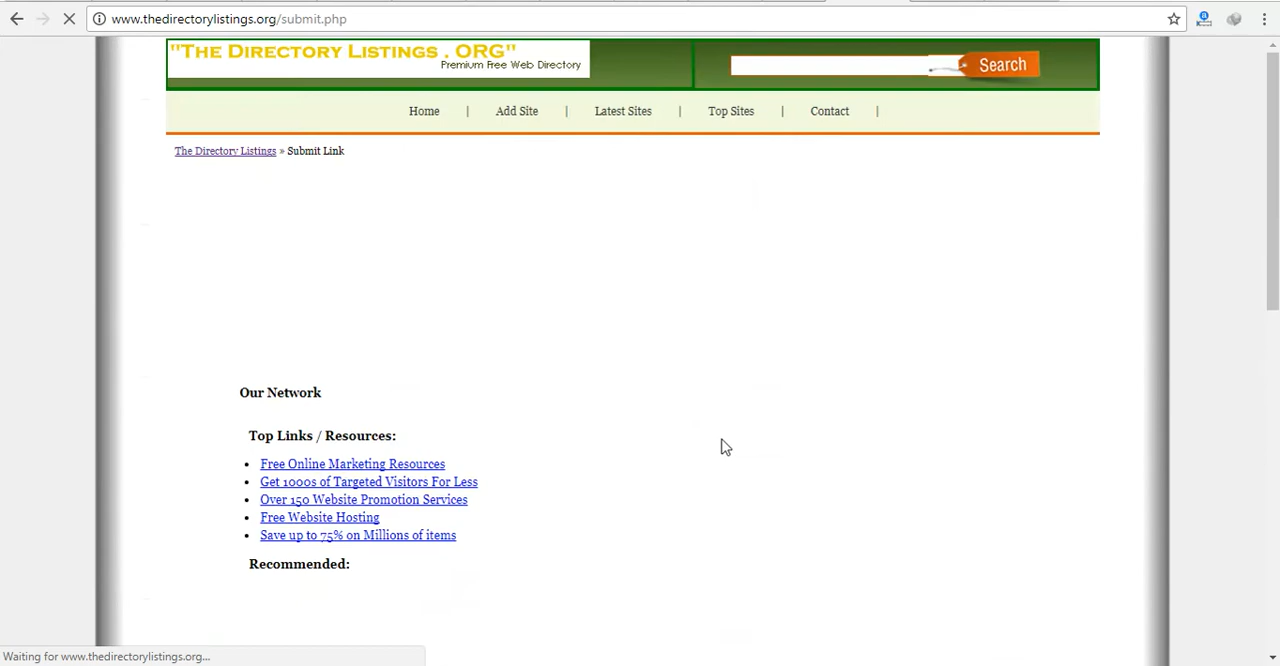 www.thedirectorylistings.org/submit.php
"The Directory Listings . ORG"
Premium Free Web Directory
Search
Home | Add Site | Latest Sites | Top Sites | Contact |
The Directory Listings » Submit Link
Our Network
Top Links / Resources:
• Free Online Marketing Resources
• Get 1000s of Targeted Visitors For Less
• Over 150 Website Promotion Services
• Free Website Hosting
• Save up to 75% on Millions of items
Recommended:
Waiting for www.thedirectorylistings.org...